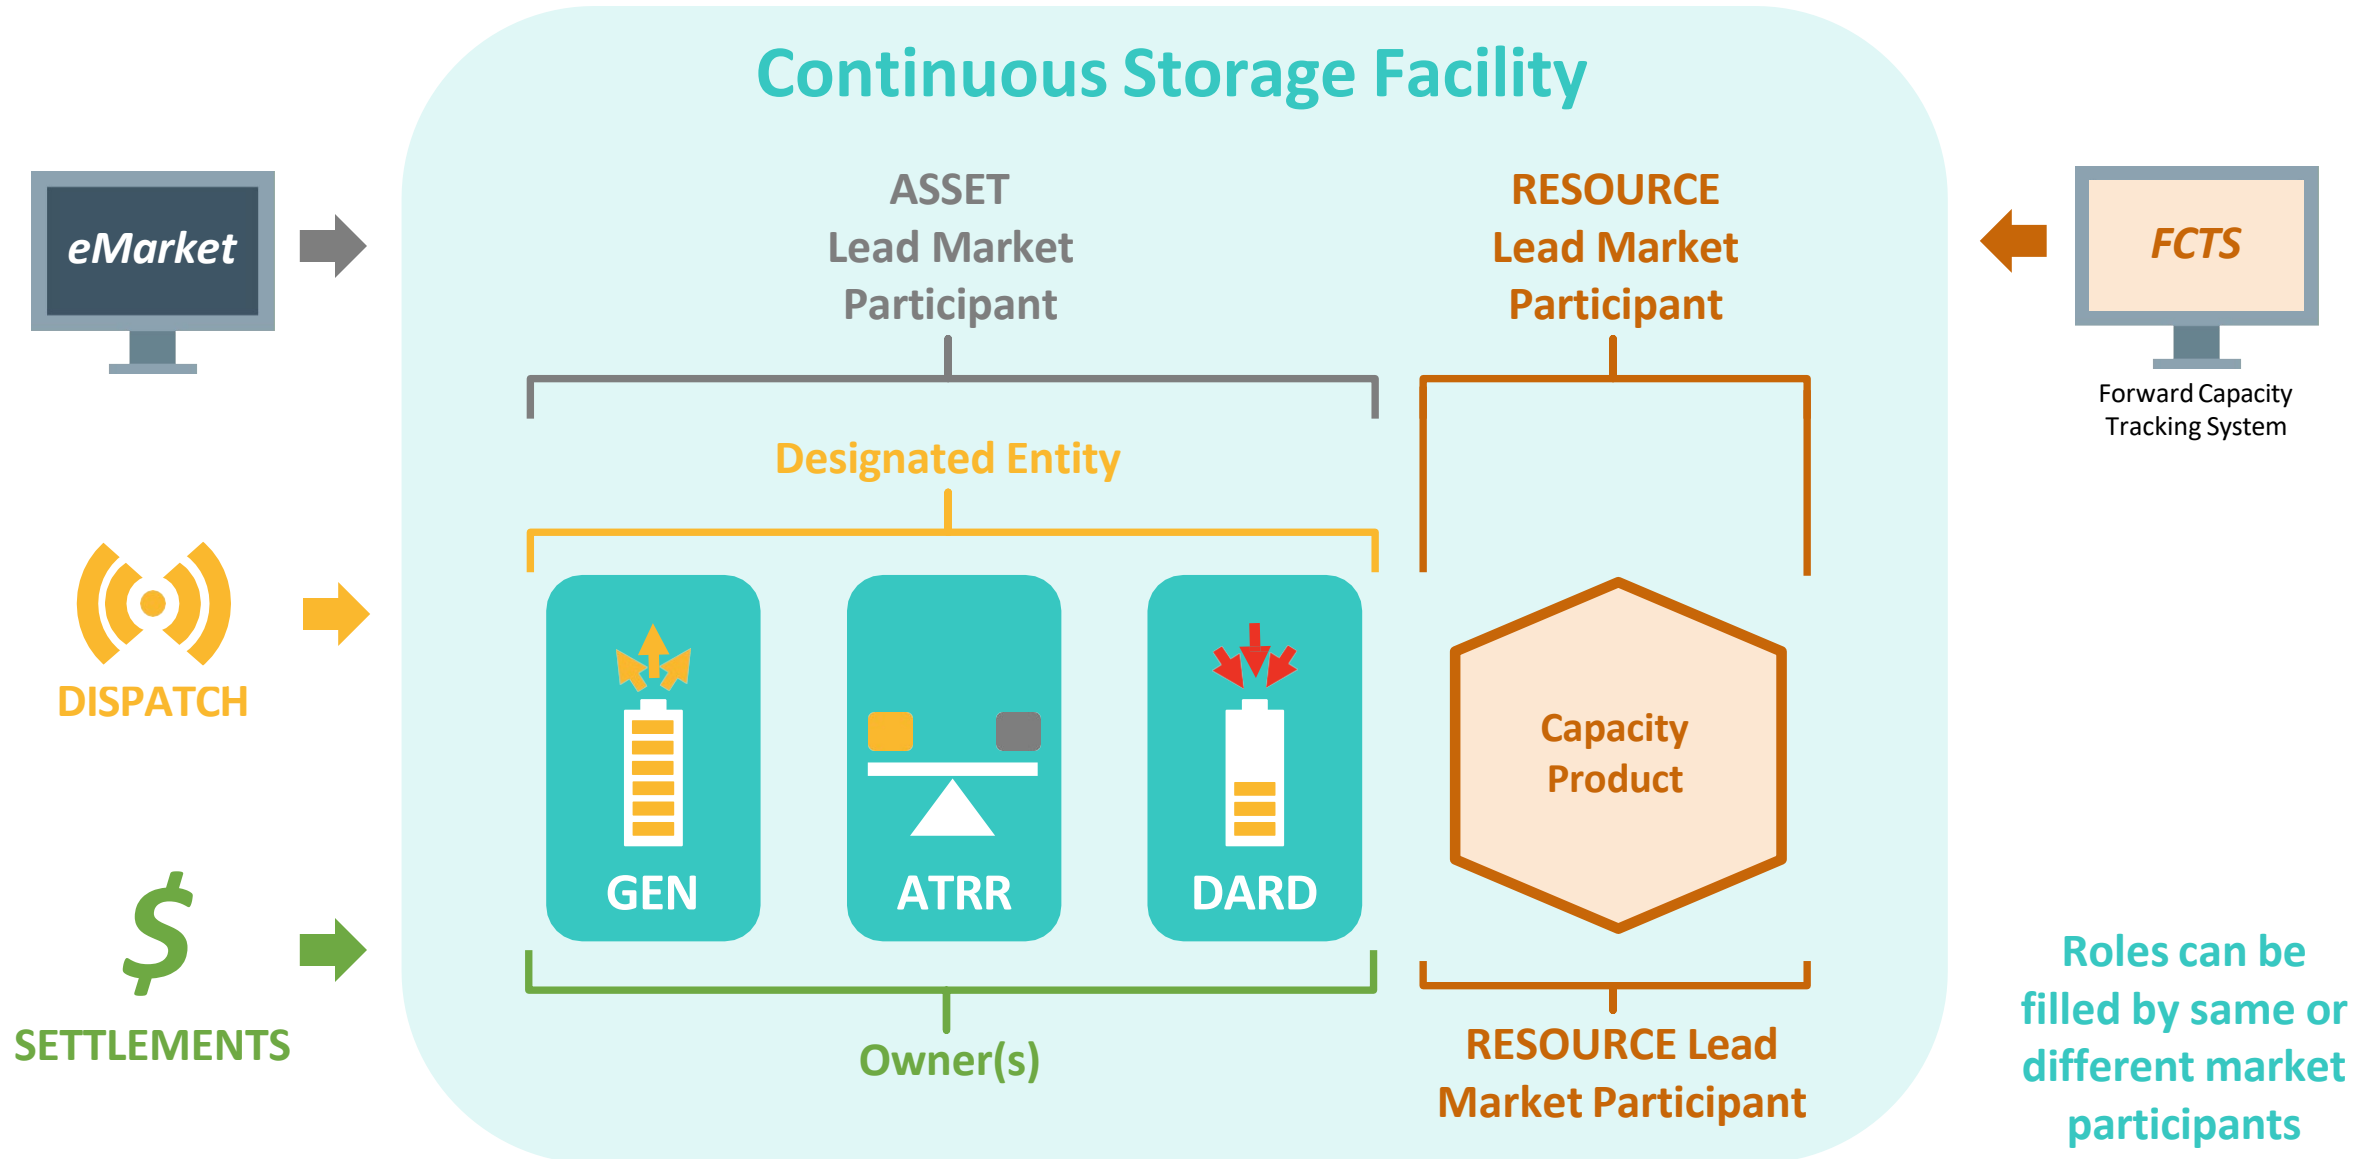 Continuous Storage Facility
eMarket
ASSET
Lead Market
Participant
RESOURCE
Lead Market
Participant
FCTS
Forward Capacity
Tracking System
Designated Entity
DISPATCH
GEN
ATRR
DARD
Capacity
Product
$
SETTLEMENTS
Owner(s)
RESOURCE Lead
Market Participant
Roles can be
filled by same or
different market
participants